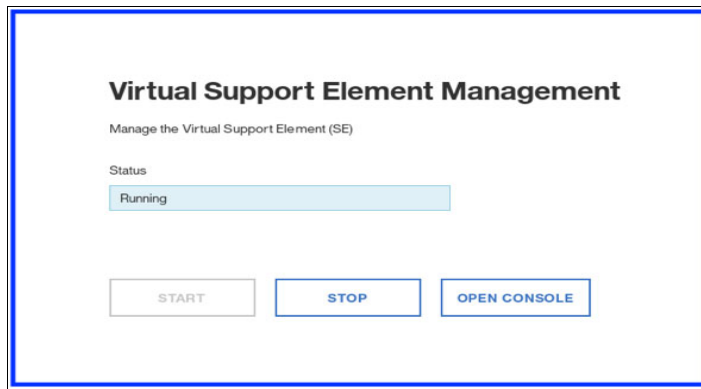 Virtual Support Element Management
Manage the Virtual Support Element (SE)
Status
Running
START
STOP
OPEN CONSOLE